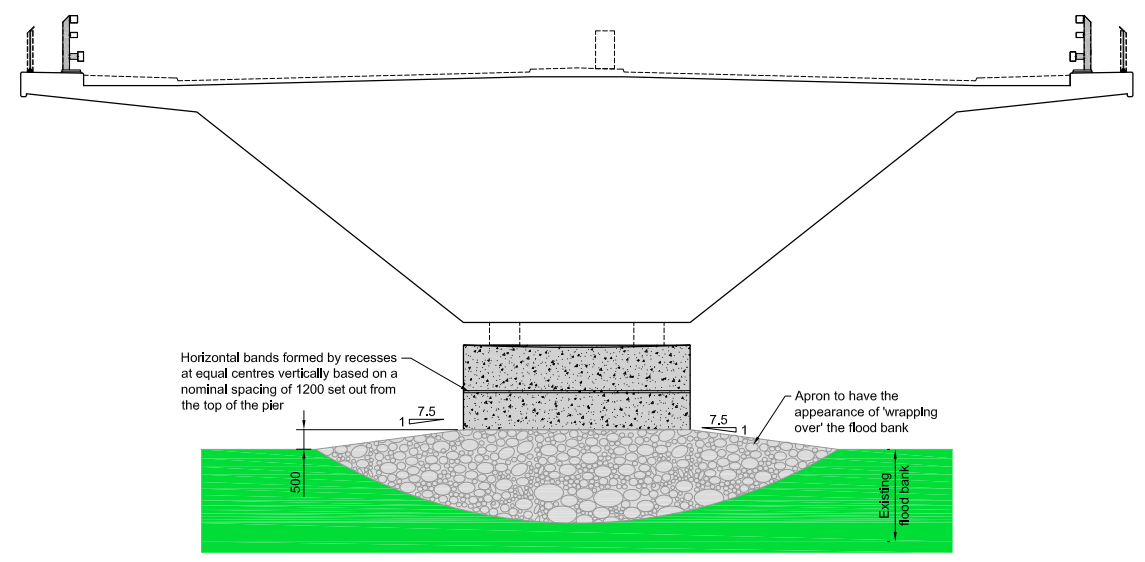 Horizontal bands formed by recesses
at equal centres vertically based on a
nominal spacing of 1200 set out from
the top of the pier
7.5
1
7.5
1
Apron to have the
appearance of 'wrapping
over' the flood bank
500
Existing
flood bank